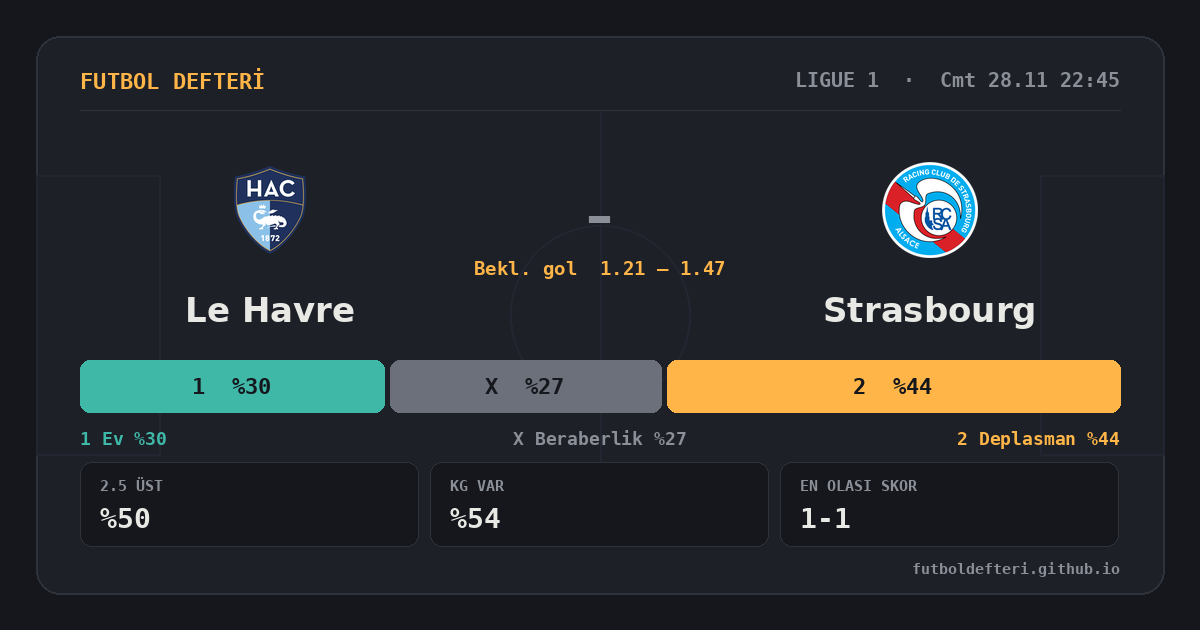 FUTBOL DEFTERİ
LIGUE 1 · Cmt 28.11 22:45
HAC
1872
RACING CLUB DE STRASBOURG
RCSA
ALSACE
–
Bekl. gol 1.21 – 1.47
Le Havre
Strasbourg
1 %30
X %27
2 %44
1 Ev %30
X Beraberlik %27
2 Deplasman %44
2.5 ÜST
KG VAR
EN OLASI SKOR
%50
%54
1-1
futboldefteri.github.io